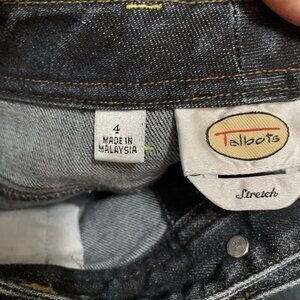 4
MADE IN
MALAYSIA
Talbots
Stretch